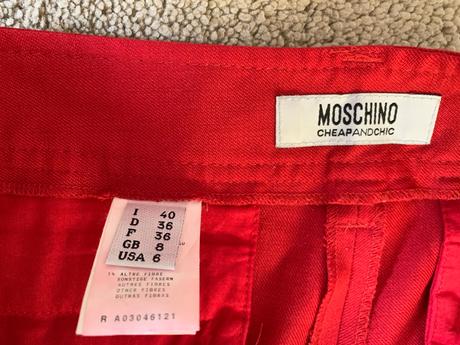 MOSCHINO
CHEAPANDCHIC
I 40
D 36
F 36
GB 8
USA 6
1% ALTRE FIBRE
SONSTIGE FASERN
AUTRES FIBRES
OTHER FIBRES
OUTRAS FIBRAS
R A03046121